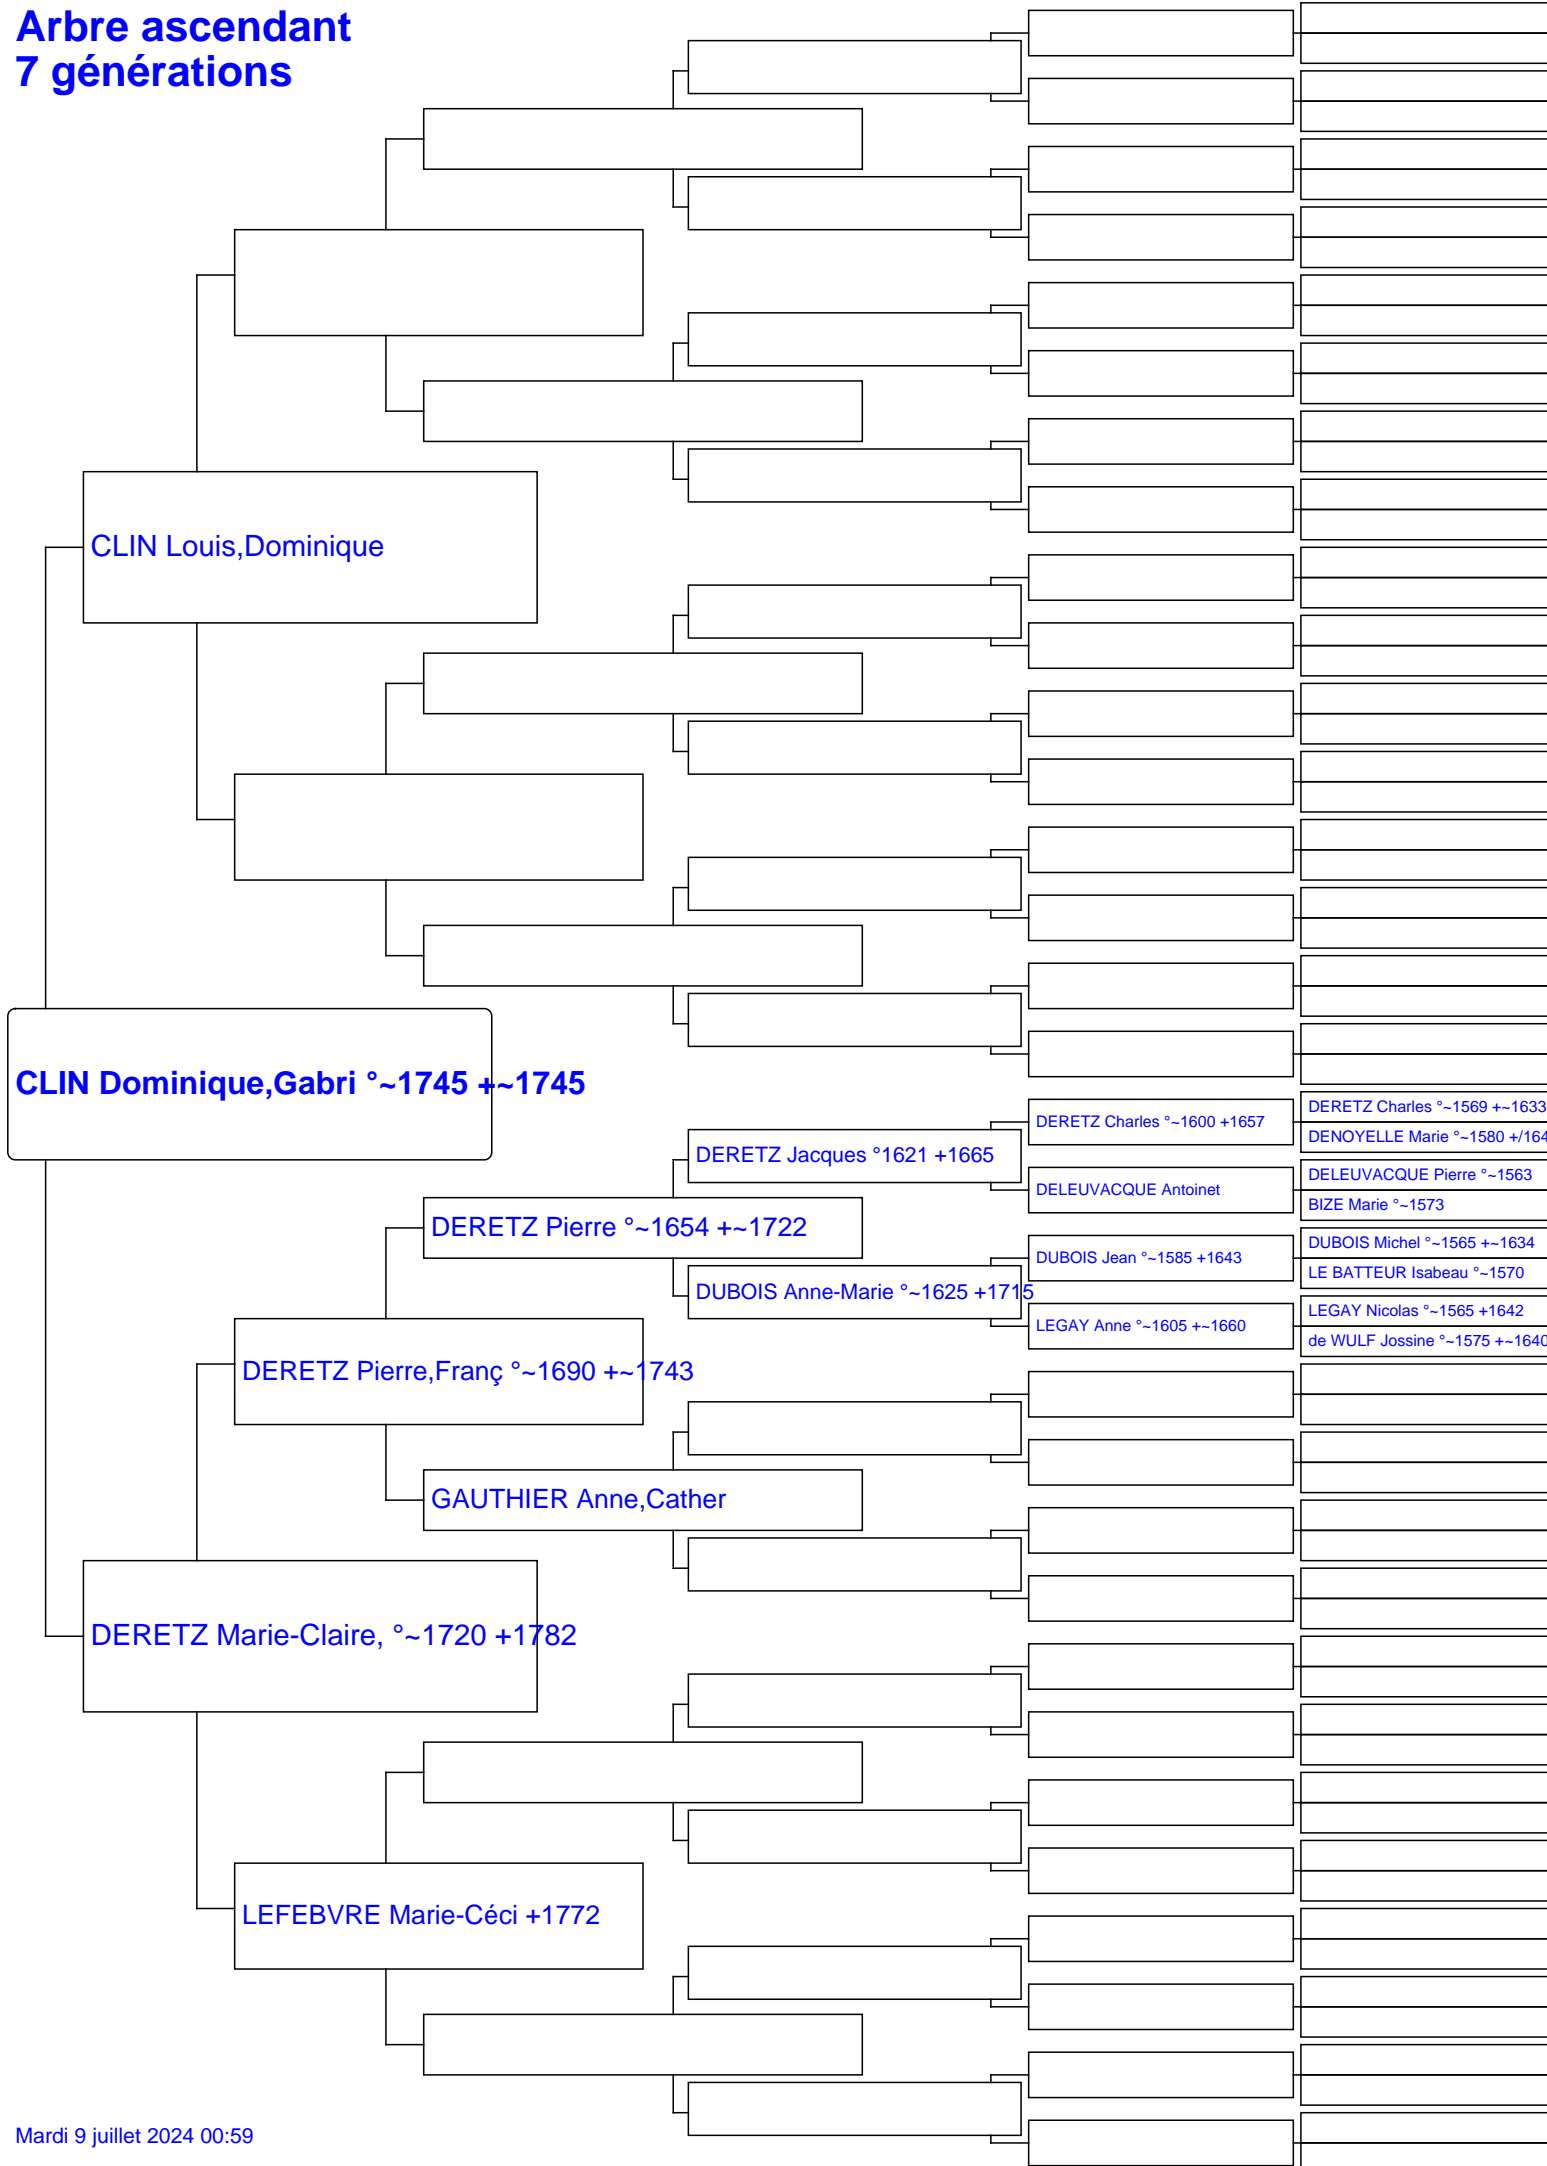 Arbre ascendant
7 générations
CLIN Louis,Dominique
CLIN Dominique,Gabri °~1745 +~1745
DERETZ Charles °~1569 +~1633
DERETZ Charles °~1600 +1657
DENOYELLE Marie °~1580 +/164
DERETZ Jacques °1621 +1665
DELEUVACQUE Pierre °~1563
DELEUVACQUE Antoinet
BIZE Marie °~1573
DERETZ Pierre °~1654 +~1722
DUBOIS Michel °~1565 +~1634
DUBOIS Jean °~1585 +1643
LE BATTEUR Isabeau °~1570
DUBOIS Anne-Marie °~1625 +1715
LEGAY Nicolas °~1565 +1642
LEGAY Anne °~1605 +~1660
de WULF Jossine °~1575 +~1640
DERETZ Pierre,Franç °~1690 +~1743
GAUTHIER Anne,Cather
DERETZ Marie-Claire, °~1720 +1782
LEFEBVRE Marie-Céci +1772
Mardi 9 juillet 2024 00:59